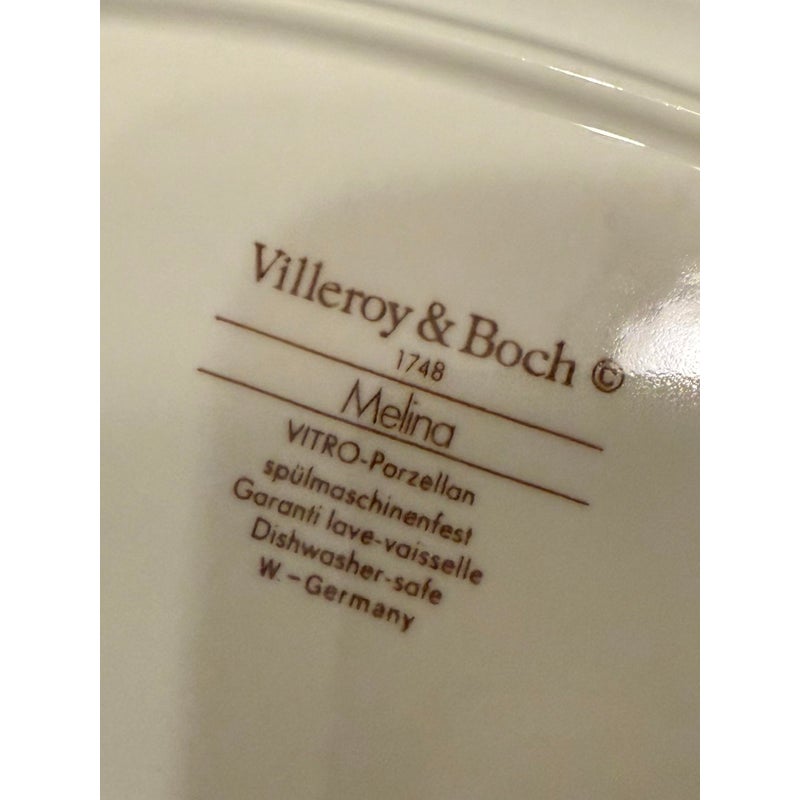 Villeroy & Boch ©
1748
Melina
VITRO-Porzellan
spülmaschinenfest
Garanti lave-vaisselle
Dishwasher-safe
W.-Germany